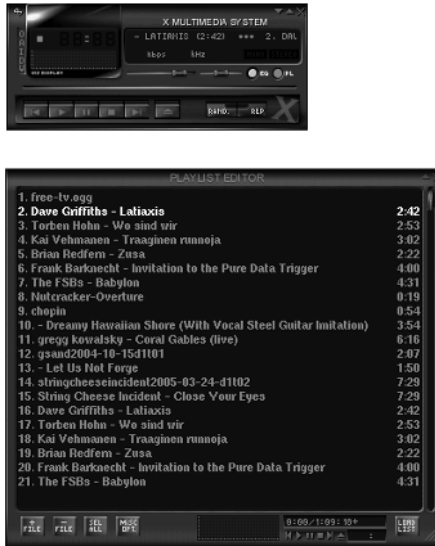 X MULTIMEDIA SYSTEM
- LATIAXIS (2:42) *** 2. DAV
kbps kHz
EQ PL
RAND. REP
PLAYLIST EDITOR
1. free-tv.ogg
2. Dave Griffiths - Latiaxis 2:42
3. Torben Hohn - Wo sind wir 2:53
4. Kai Vehmanen - Traaginen runnoja 3:02
5. Brian Redfern - Zusa 2:22
6. Frank Barknecht - Invitation to the Pure Data Trigger 4:00
7. The FSBs - Babylon 4:31
8. Nutcracker-Overture 0:19
9. chopin 0:54
10. - Dreamy Hawaiian Shore (With Vocal Steel Guitar Imitation) 3:54
11. gregg kowalsky - Coral Gables (live) 6:16
12. gsand2004-10-15d1t01 2:07
13. - Let Us Not Forge 1:50
14. stringcheeseincident2005-03-24-d1t02 7:29
15. String Cheese Incident - Close Your Eyes 7:29
16. Dave Griffiths - Latiaxis 2:42
17. Torben Hohn - Wo sind wir 2:53
18. Kai Vehmanen - Traaginen runnoja 3:02
19. Brian Redfern - Zusa 2:22
20. Frank Barknecht - Invitation to the Pure Data Trigger 4:00
21. The FSBs - Babylon 4:31
+ FILE - FILE SEL ALL MISC OPT. 0:00/1:09:18+ LOAD LIST